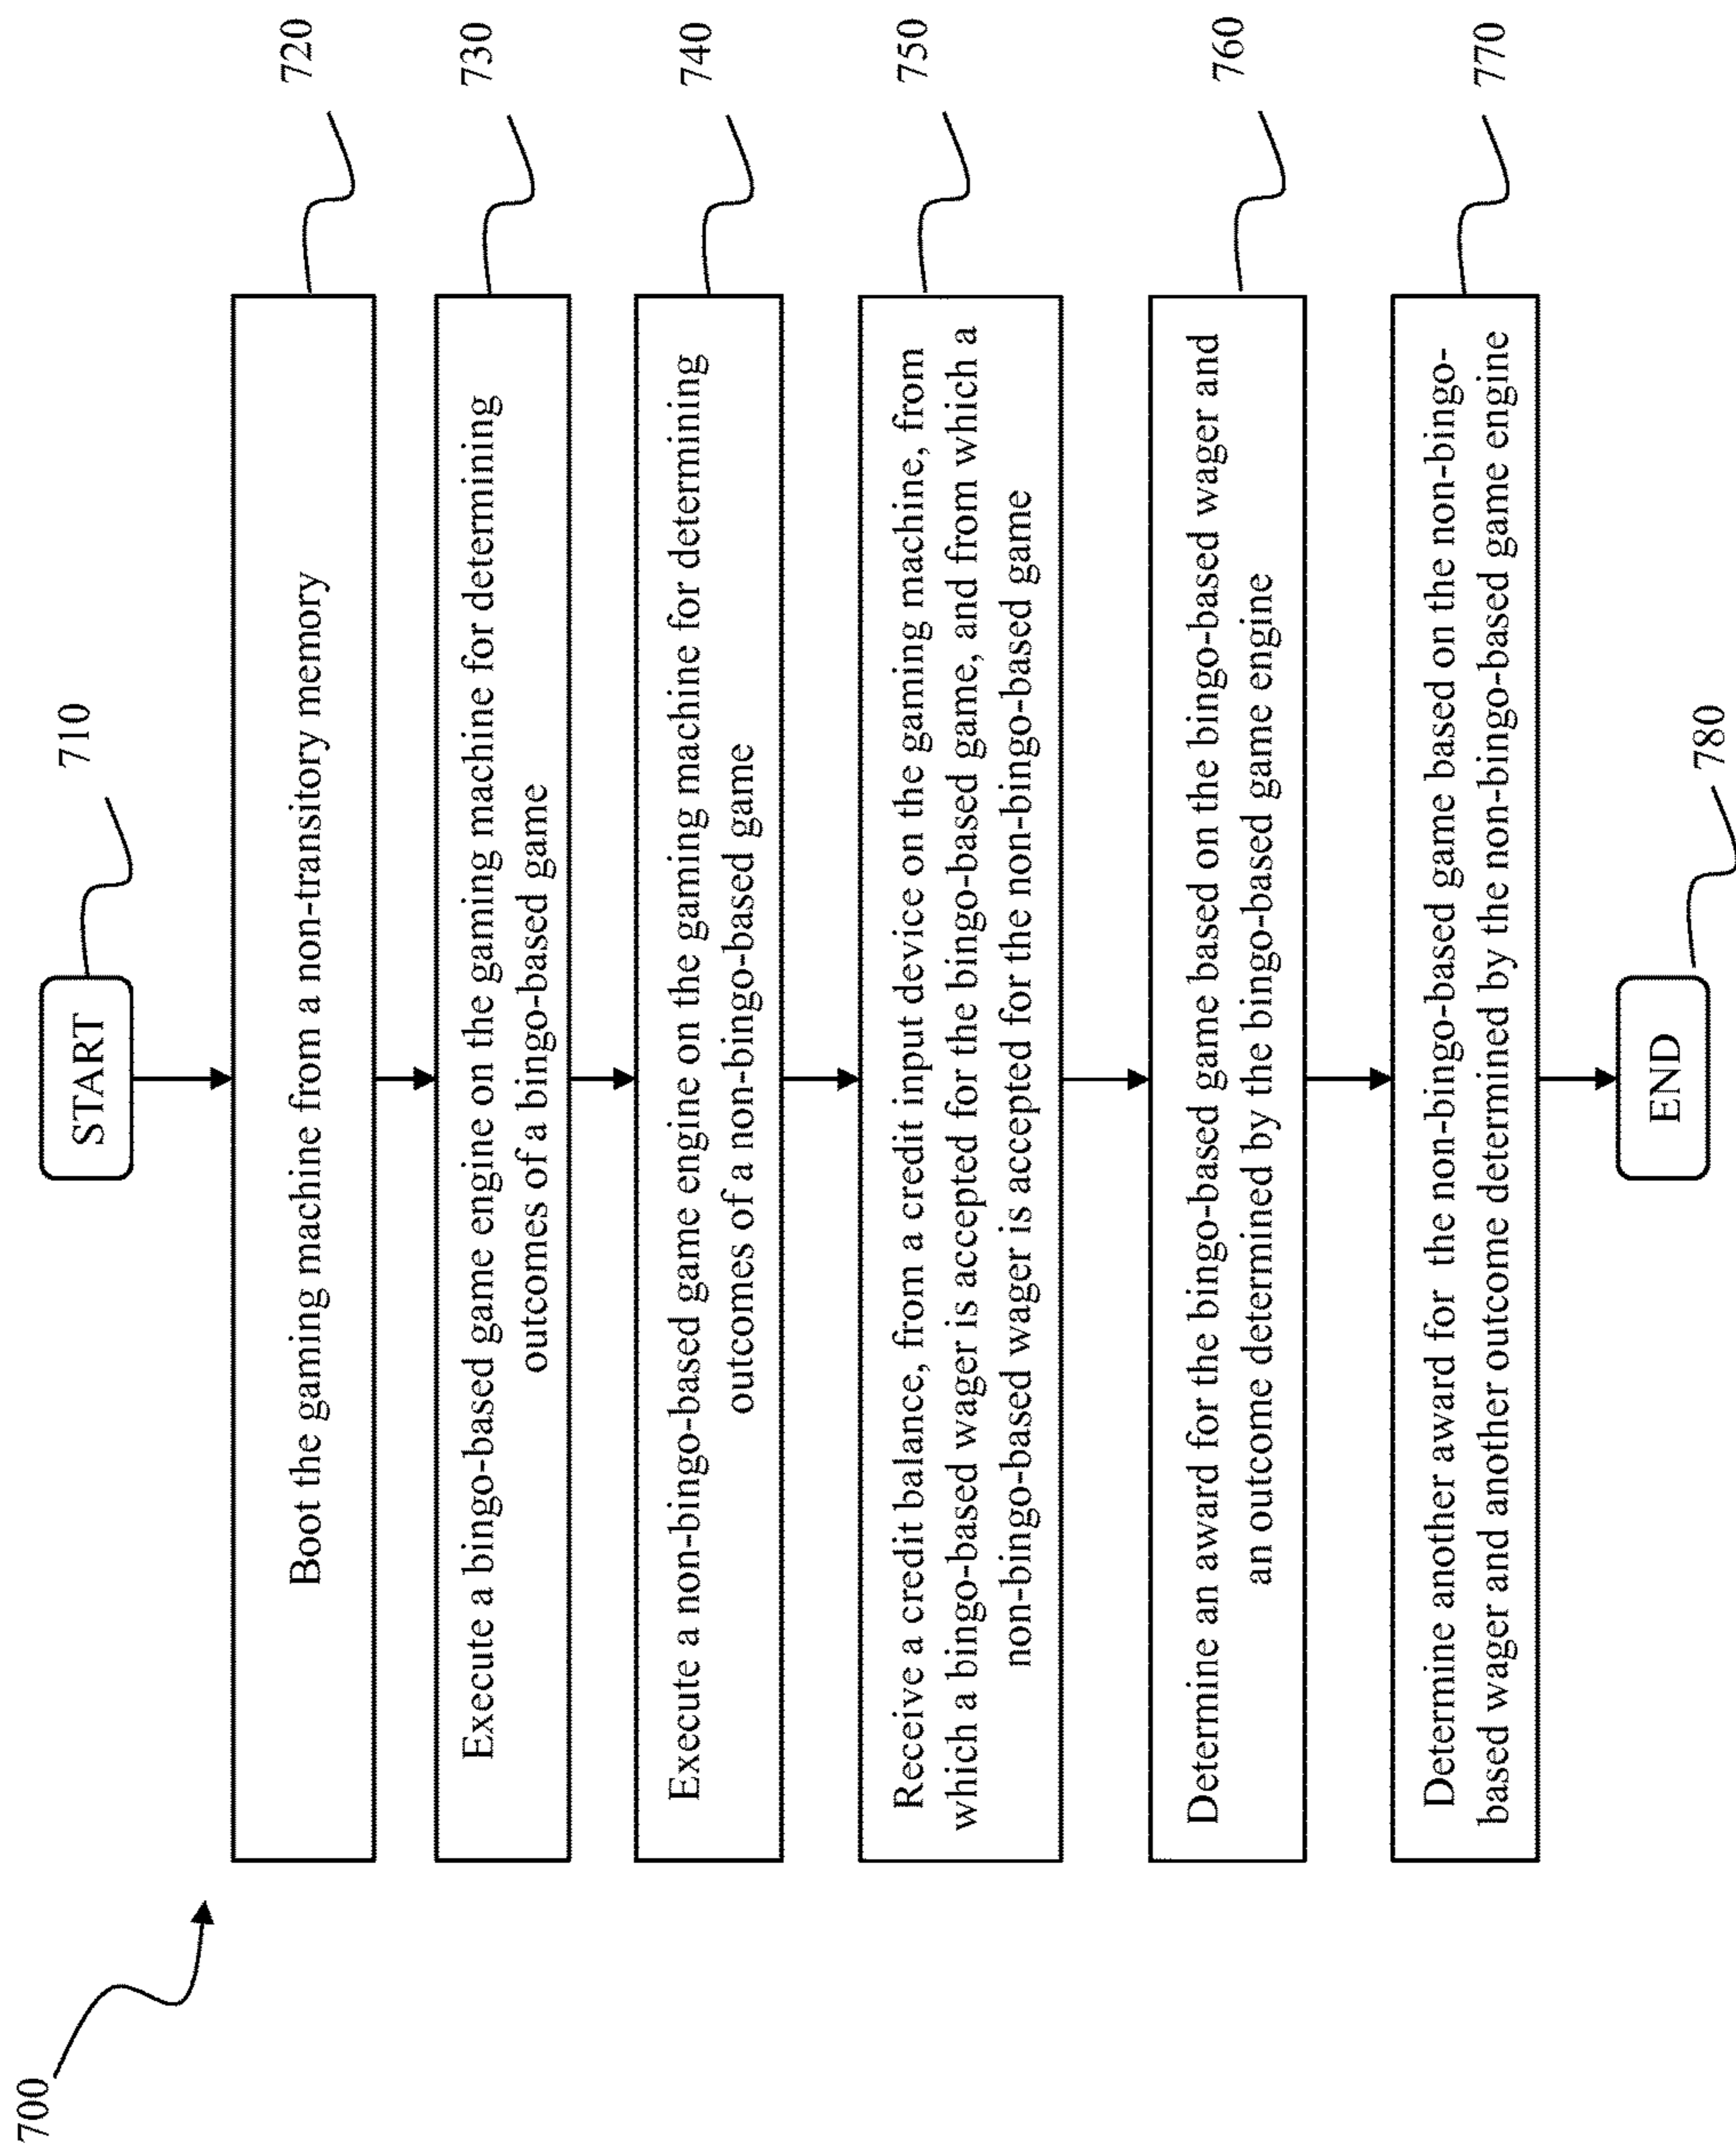 700
START
710
Boot the gaming machine from a non-transitory memory
720
Execute a bingo-based game engine on the gaming machine for determining
outcomes of a bingo-based game
730
Execute a non-bingo-based game engine on the gaming machine for determining
outcomes of a non-bingo-based game
740
Receive a credit balance, from a credit input device on the gaming machine, from
which a bingo-based wager is accepted for the bingo-based game, and from which a
non-bingo-based wager is accepted for the non-bingo-based game
750
Determine an award for the bingo-based game based on the bingo-based wager and
an outcome determined by the bingo-based game engine
760
Determine another award for the non-bingo-based game based on the non-bingo-
based wager and another outcome determined by the non-bingo-based game engine
770
END
780